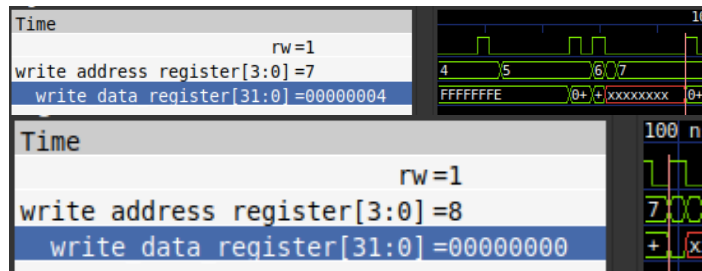 Time
10
rw=1
write address register[3:0]=7
4 5 6 7
write data register[31:0]=00000004
FFFFFFFE 0+ + xxxxxxxx 0+
Time
100 n
rw=1
write address register[3:0]=8
7
write data register[31:0]=00000000
+ x